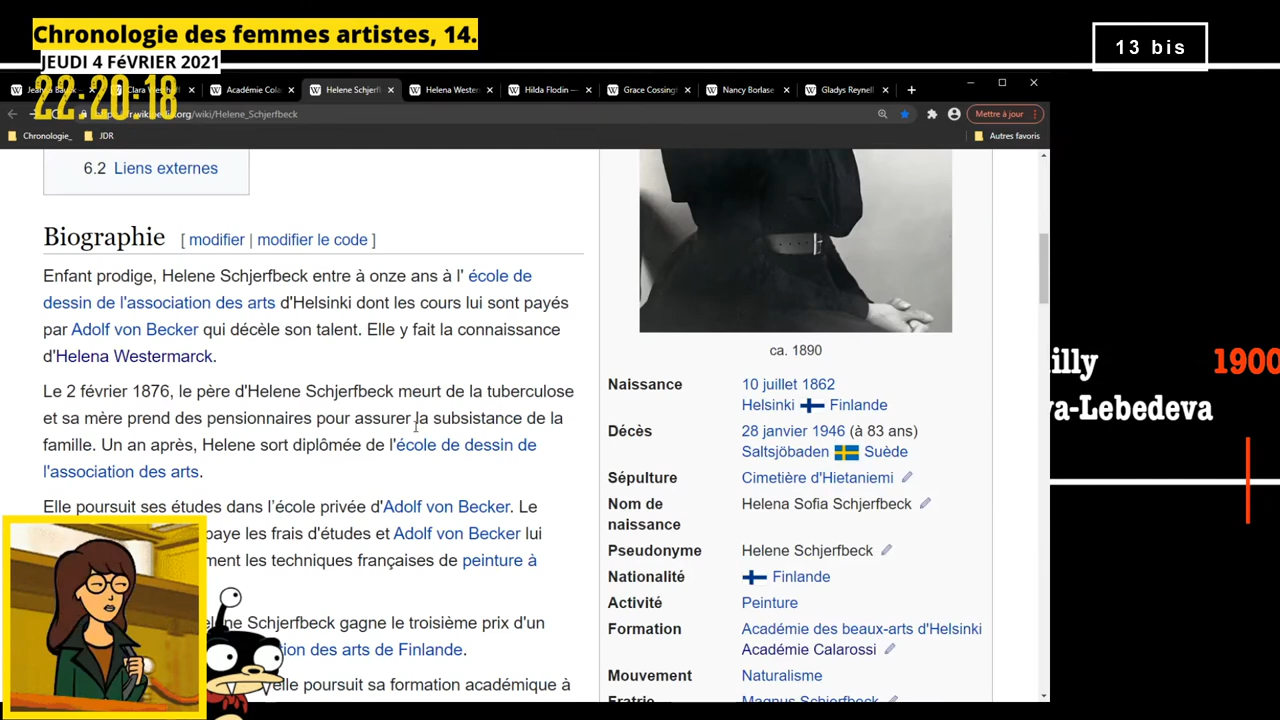 Chronologie des femmes artistes, 14.
JEUDI 4 FéVRIER 2021
22:20:18
13 bis
Académie Cola
Helene Schjerf
Helena Wester
Hilda Flodin —
Grace Cossingt
Nancy Borlase
Gladys Reynell
.org/wiki/Helene_Schjerfbeck
Mettre à jour
Chronologie_
JDR
Autres favoris
6.2 Liens externes
Biographie [ modifier | modifier le code ]
Enfant prodige, Helene Schjerfbeck entre à onze ans à l' école de
dessin de l'association des arts d'Helsinki dont les cours lui sont payés
par Adolf von Becker qui décèle son talent. Elle y fait la connaissance
d'Helena Westermarck.
Le 2 février 1876, le père d'Helene Schjerfbeck meurt de la tuberculose
et sa mère prend des pensionnaires pour assurer la subsistance de la
famille. Un an après, Helene sort diplômée de l'école de dessin de
l'association des arts.
Elle poursuit ses études dans l'école privée d'Adolf von Becker. Le
paye les frais d'études et Adolf von Becker lui
ment les techniques françaises de peinture à
ne Schjerfbeck gagne le troisième prix d'un
tion des arts de Finlande.
elle poursuit sa formation académique à
ca. 1890
Naissance 10 juillet 1862
Helsinki Finlande
Décès 28 janvier 1946 (à 83 ans)
Saltsjöbaden Suède
Sépulture Cimetière d'Hietaniemi
Nom de naissance Helena Sofia Schjerfbeck
Pseudonyme Helene Schjerfbeck
Nationalité Finlande
Activité Peinture
Formation Académie des beaux-arts d'Helsinki
Académie Calarossi
Mouvement Naturalisme
Fratrie Magnus Schjerfbeck
illy
va-Lebedeva
1900